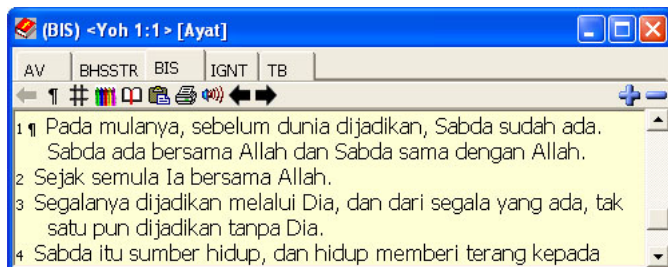 (BIS) <Yoh 1:1> [Ayat]
AV BHSSTR BIS IGNT TB
1 ¶ Pada mulanya, sebelum dunia dijadikan, Sabda sudah ada.
Sabda ada bersama Allah dan Sabda sama dengan Allah.
2 Sejak semula Ia bersama Allah.
3 Segalanya dijadikan melalui Dia, dan dari segala yang ada, tak
satu pun dijadikan tanpa Dia.
4 Sabda itu sumber hidup, dan hidup memberi terang kepada